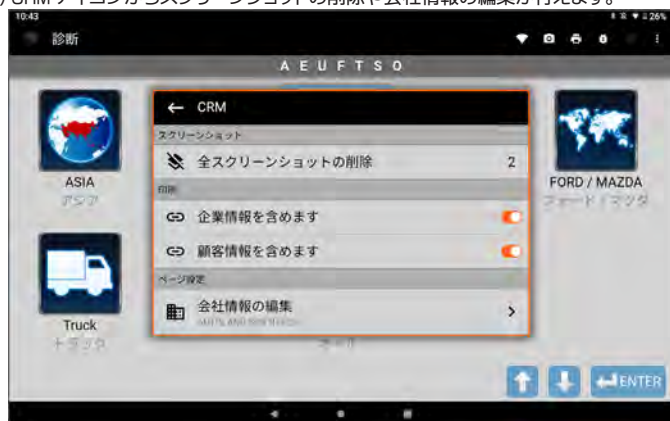 CRM アイコンからスクリーンショットの削除や会社情報の編集が行えます。
10:43
26%
診断
A E U F T S O
← CRM
スクリーンショット
全スクリーンショットの削除 2
印刷
企業情報を含めます
顧客情報を含めます
ページ設定
会社情報の編集
ASIA
アジア
FORD / MAZDA
フォード / マツダ
Truck
トラック
ENTER